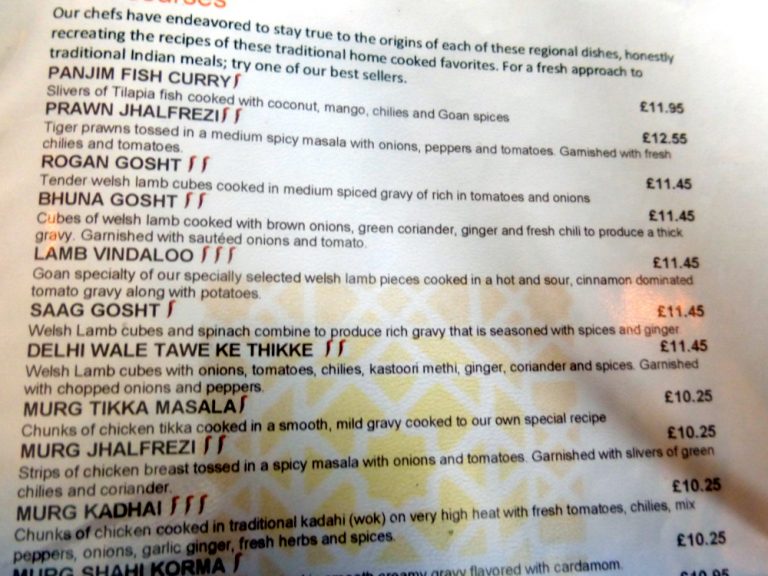 Our chefs have endeavored to stay true to the origins of each of these regional dishes, honestly
recreating the recipes of these traditional home cooked favorites. For a fresh approach to
traditional Indian meals; try one of our best sellers.
PANJIM FISH CURRY
Slivers of Tilapia fish cooked with coconut, mango, chilies and Goan spices £11.95
PRAWN JHALFREZI
Tiger prawns tossed in a medium spicy masala with onions, peppers and tomatoes. Garnished with fresh £12.55
chilies and tomatoes.
ROGAN GOSHT
Tender welsh lamb cubes cooked in medium spiced gravy of rich in tomatoes and onions £11.45
BHUNA GOSHT £11.45
Cubes of welsh lamb cooked with brown onions, green coriander, ginger and fresh chili to produce a thick
gravy. Garnished with sautéed onions and tomato.
LAMB VINDALOO £11.45
Goan specialty of our specially selected welsh lamb pieces cooked in a hot and sour, cinnamon dominated
tomato gravy along with potatoes.
SAAG GOSHT £11.45
Welsh Lamb cubes and spinach combine to produce rich gravy that is seasoned with spices and ginger
DELHI WALE TAWE KE THIKKE £11.45
Welsh Lamb cubes with onions, tomatoes, chilies, kastoori methi, ginger, coriander and spices. Garnished
with chopped onions and peppers.
MURG TIKKA MASALA £10.25
Chunks of chicken tikka cooked in a smooth, mild gravy cooked to our own special recipe
MURG JHALFREZI £10.25
Strips of chicken breast tossed in a spicy masala with onions and tomatoes. Garnished with slivers of green
chilies and coriander.
MURG KADHAI £10.25
Chunks of chicken cooked in traditional kadahi (wok) on very high heat with fresh tomatoes, chilies, mix
peppers, onions, garlic ginger, fresh herbs and spices.
MURG SHAHI KORMA £10.25
creamy gravy flavored with cardamom.